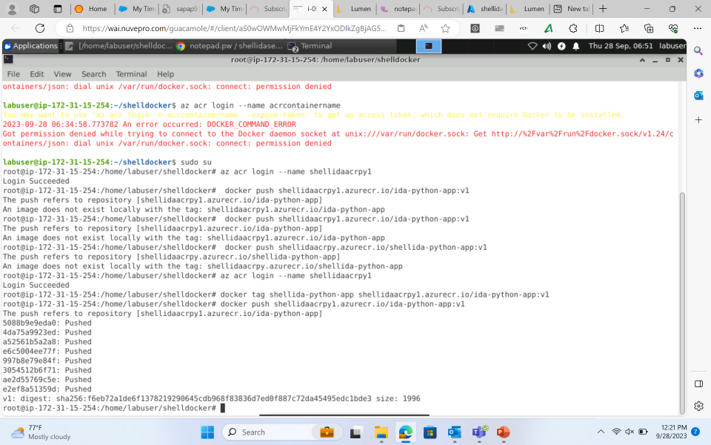 Home
My Tim
sapap9
My Tim
Subscri
i-0
Lumen
notepa
Subscri
shellida
Lumen
New tab
https://wai.nuvepro.com/guacamole/#/client/aS0wOWMwMjFkYmE4Y2YxODlkZgBjAG5...
Applications
[/home/labuser/shelldoc...
notepad.pw / shellidase...
Terminal
Thu 28 Sep, 06:51 labuser
root@ip-172-31-15-254: /home/labuser/shelldocker
File Edit View Search Terminal Help
ontainers/json: dial unix /var/run/docker.sock: connect: permission denied
labuser@ip-172-31-15-254:~/shelldocker$ az acr login --name acrcontainername
You may want to use 'az acr login -n acrcontainername --expose-token' to get an access token, which does not require Docker to be installed.
2023-09-28 06:34:58.773782 An error occurred: DOCKER_COMMAND_ERROR
Got permission denied while trying to connect to the Docker daemon socket at unix:///var/run/docker.sock: Get http://%2Fvar%2Frun%2Fdocker.sock/v1.24/c
ontainers/json: dial unix /var/run/docker.sock: connect: permission denied
labuser@ip-172-31-15-254:~/shelldocker$ sudo su
root@ip-172-31-15-254:/home/labuser/shelldocker# az acr login --name shellidaacrpy1
Login Succeeded
root@ip-172-31-15-254:/home/labuser/shelldocker#  docker push shellidaacrpy1.azurecr.io/ida-python-app:v1
The push refers to repository [shellidaacrpy1.azurecr.io/ida-python-app]
An image does not exist locally with the tag: shellidaacrpy1.azurecr.io/ida-python-app
root@ip-172-31-15-254:/home/labuser/shelldocker#  docker push shellidaacrpy1.azurecr.io/ida-python-app:v1
The push refers to repository [shellidaacrpy1.azurecr.io/ida-python-app]
An image does not exist locally with the tag: shellidaacrpy1.azurecr.io/ida-python-app
root@ip-172-31-15-254:/home/labuser/shelldocker#  docker push shellidaacrpy.azurecr.io/shellida-python-app:v1
The push refers to repository [shellidaacrpy.azurecr.io/shellida-python-app]
An image does not exist locally with the tag: shellidaacrpy.azurecr.io/shellida-python-app
root@ip-172-31-15-254:/home/labuser/shelldocker# az acr login --name shellidaacrpy1
Login Succeeded
root@ip-172-31-15-254:/home/labuser/shelldocker# docker tag shellida-python-app shellidaacrpy1.azurecr.io/ida-python-app:v1
root@ip-172-31-15-254:/home/labuser/shelldocker# docker push shellidaacrpy1.azurecr.io/ida-python-app:v1
The push refers to repository [shellidaacrpy1.azurecr.io/ida-python-app]
5088b9e9eda0: Pushed
4da75a9923ed: Pushed
a52561b5a2a8: Pushed
e6c5004ee77f: Pushed
997b8e79e84f: Pushed
3054512b6f71: Pushed
ae2d55769c5e: Pushed
e2ef8a51359d: Pushed
v1: digest: sha256:f6eb72a1de6f1378219290645cdb968f83836d7ed0f887c72da45495edc1bde3 size: 1996
root@ip-172-31-15-254:/home/labuser/shelldocker#
77°F
Mostly cloudy
Search
12:21 PM
9/28/2023